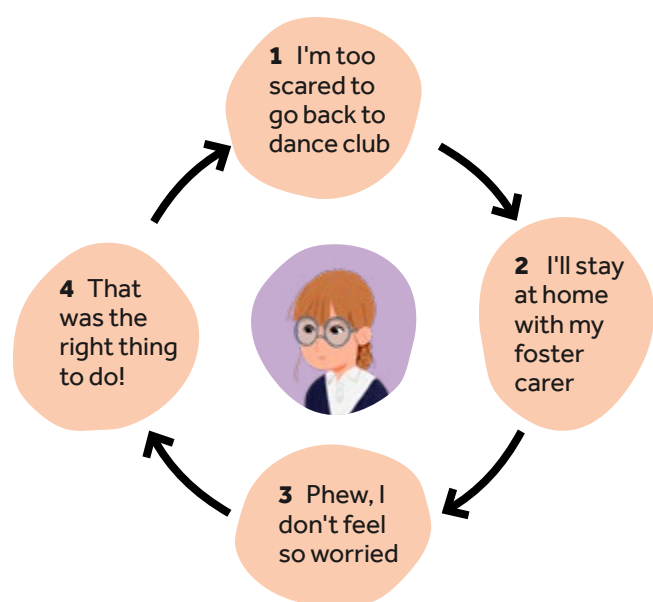 1 I'm too
scared to
go back to
dance club
2 I'll stay
at home
with my
foster
carer
3 Phew, I
don't feel
so worried
4 That
was the
right thing
to do!